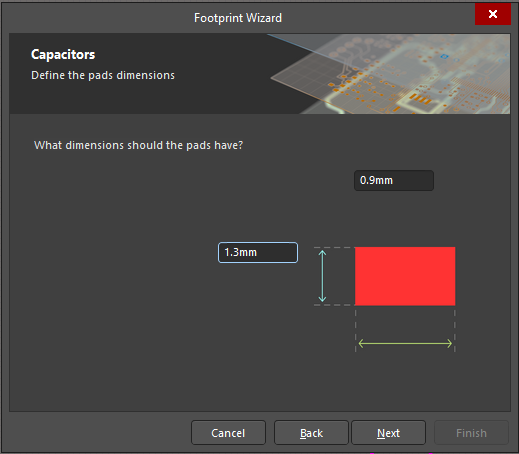 Footprint Wizard
Capacitors
Define the pads dimensions
What dimensions should the pads have?
0.9mm
1.3mm
Cancel
Back
Next
Finish